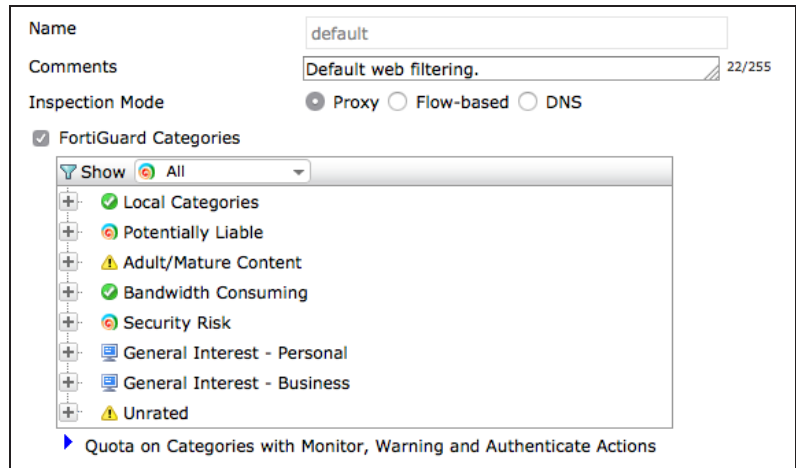 Name default
Comments Default web filtering. 22/255
Inspection Mode Proxy Flow-based DNS
FortiGuard Categories
Show All
Local Categories
Potentially Liable
Adult/Mature Content
Bandwidth Consuming
Security Risk
General Interest - Personal
General Interest - Business
Unrated
Quota on Categories with Monitor, Warning and Authenticate Actions